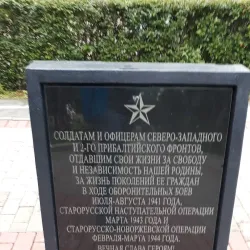 СОЛДАТАМ И ОФИЦЕРАМ СЕВЕРО-ЗАПАДНОГО
И 2-ГО ПРИБАЛТИЙСКОГО ФРОНТОВ,
ОТДАВШИМ СВОИ ЖИЗНИ ЗА СВОБОДУ
И НЕЗАВИСИМОСТЬ НАШЕЙ РОДИНЫ,
ЗА ЖИЗНЬ ПОКОЛЕНИЙ ЕЕ ГРАЖДАН
В ХОДЕ ОБОРОНИТЕЛЬНЫХ БОЕВ
ИЮЛЯ-АВГУСТА 1941 ГОДА,
СТАРОРУССКОЙ НАСТУПАТЕЛЬНОЙ ОПЕРАЦИИ
МАРТА 1943 ГОДА И
СТАРОРУССКО-НОВОРЖЕВСКОЙ ОПЕРАЦИИ
ФЕВРАЛЯ-МАРТА 1944 ГОДА.
ВЕЧНАЯ СЛАВА ГЕРОЯМ!